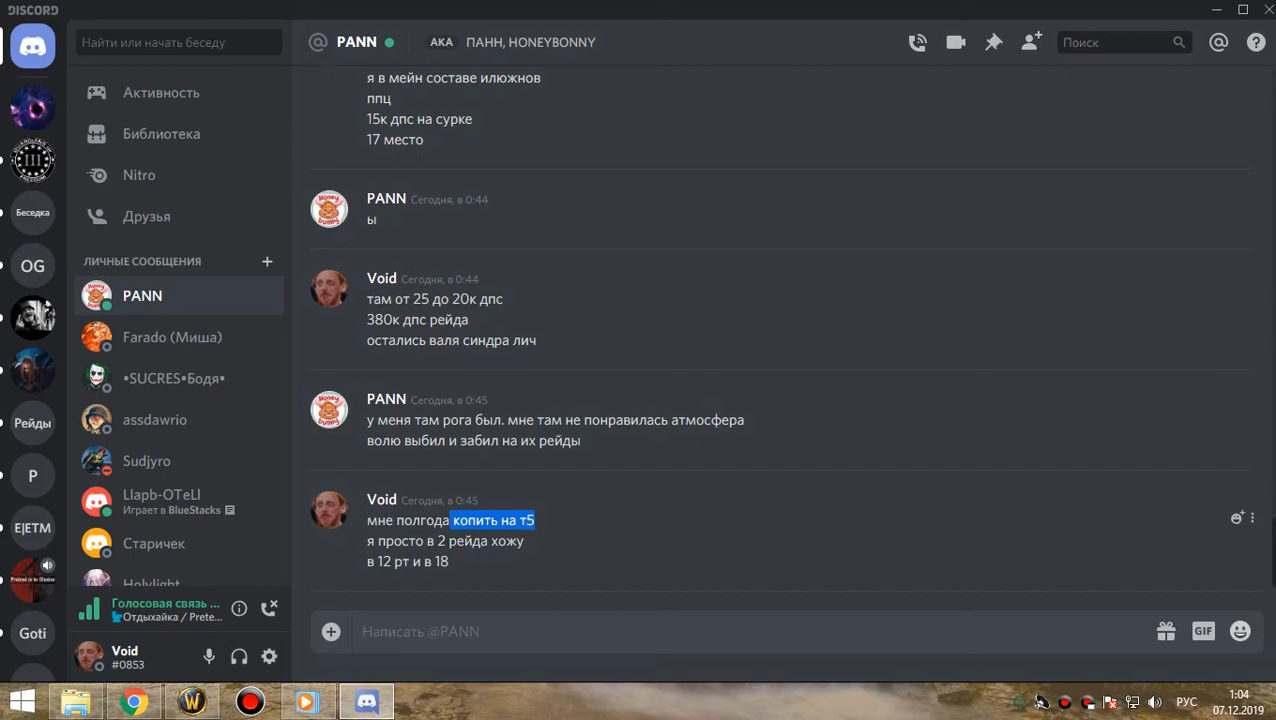 DISCORD
Найти или начать беседу
PANN
AKA ПАНН, HONEYBONNY
Поиск
Активность
Библиотека
Nitro
Друзья
ЛИЧНЫЕ СООБЩЕНИЯ
PANN
Farado (Миша)
•SUCRES•Бодя•
assdawrio
Sudjyro
Llapb-OTeLl
Играет в BlueStacks
Старичек
Holylight
Беседка
OG
Рейды
P
E|ETM
Goti
III
Голосовая связь ...
Отдыхайка / Prete...
Void
#0853
я в мейн составе илюжнов
ппц
15к дпс на сурке
17 место
PANN Сегодня, в 0:44
ы
Void Сегодня, в 0:44
там от 25 до 20к дпс
380к дпс рейда
остались валя синдра лич
PANN Сегодня, в 0:45
у меня там рога был. мне там не понравилась атмосфера
волю выбил и забил на их рейды
Void Сегодня, в 0:45
мне полгода копить на т5
я просто в 2 рейда хожу
в 12 рт и в 18
Написать @PANN
GIF
РУС
1:04
07.12.2019